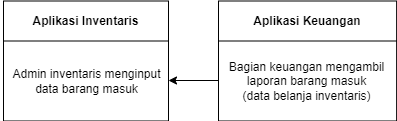 Aplikasi Inventaris
Admin inventaris menginput
data barang masuk
Aplikasi Keuangan
Bagian keuangan mengambil
laporan barang masuk
(data belanja inventaris)